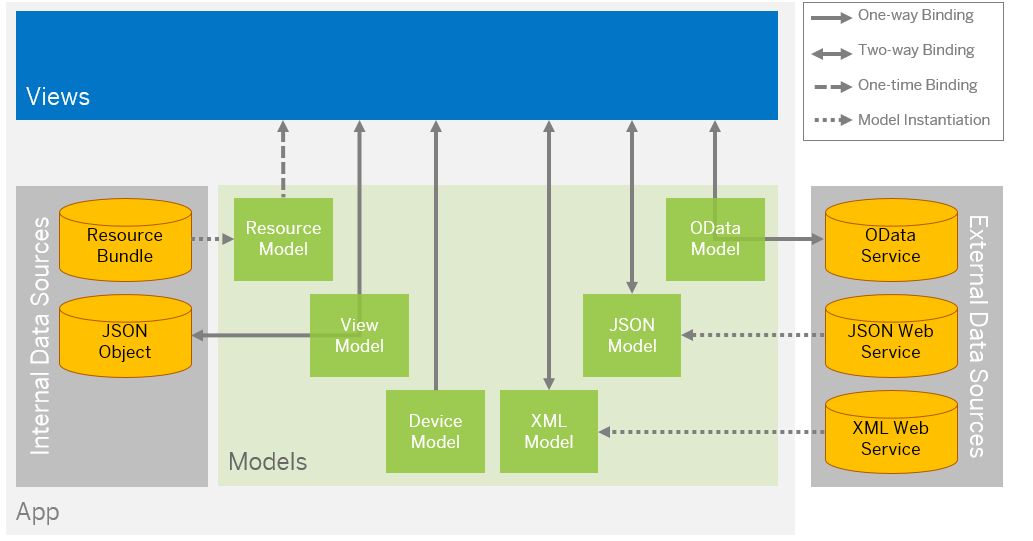 Views
One-way Binding
Two-way Binding
One-time Binding
Model Instantiation
Internal Data Sources
Resource
Bundle
JSON
Object
Resource
Model
View
Model
Device
Model
XML
Model
JSON
Model
OData
Model
Models
OData
Service
JSON Web
Service
XML Web
Service
External Data Sources
App